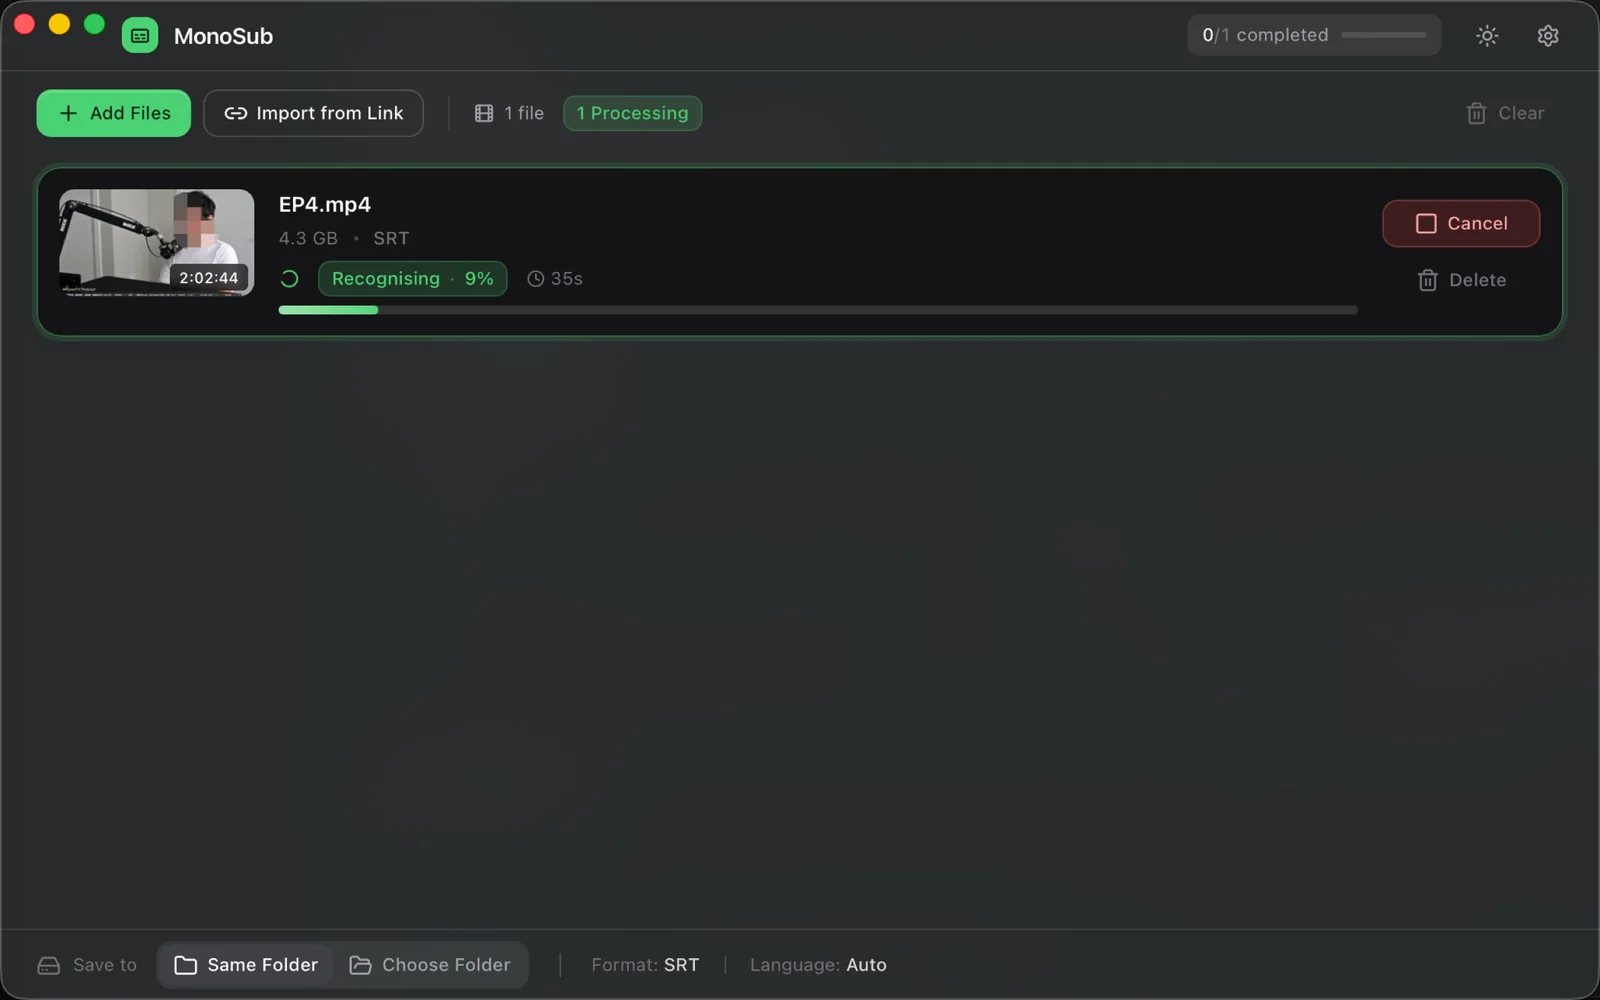 MonoSub
0/1 completed
Add Files
Import from Link
1 file
1 Processing
Clear
2:02:44
EP4.mp4
4.3 GB • SRT
Recognising · 9%
35s
Cancel
Delete
Save to
Same Folder
Choose Folder
Format: SRT
Language: Auto